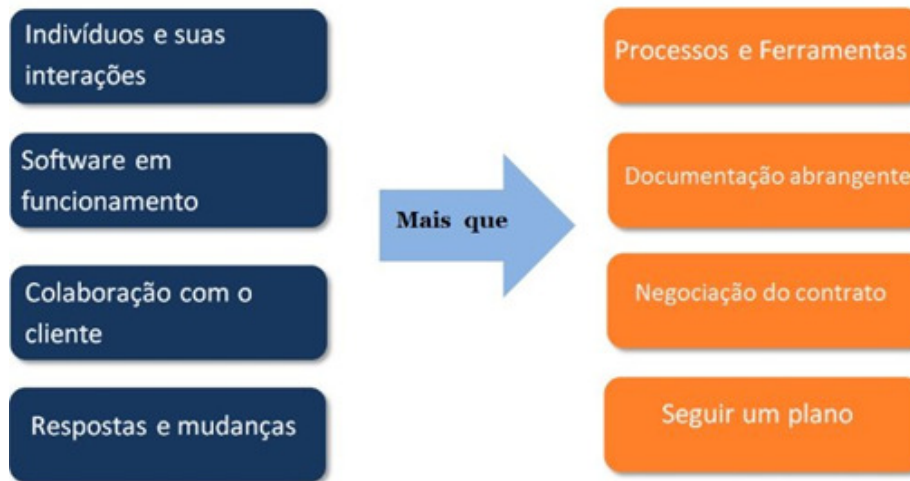 Indivíduos e suas
interações
Processos e Ferramentas
Software em
funcionamento
Documentação abrangente
Mais que
Colaboração com o
cliente
Negociação do contrato
Respostas e mudanças
Seguir um plano